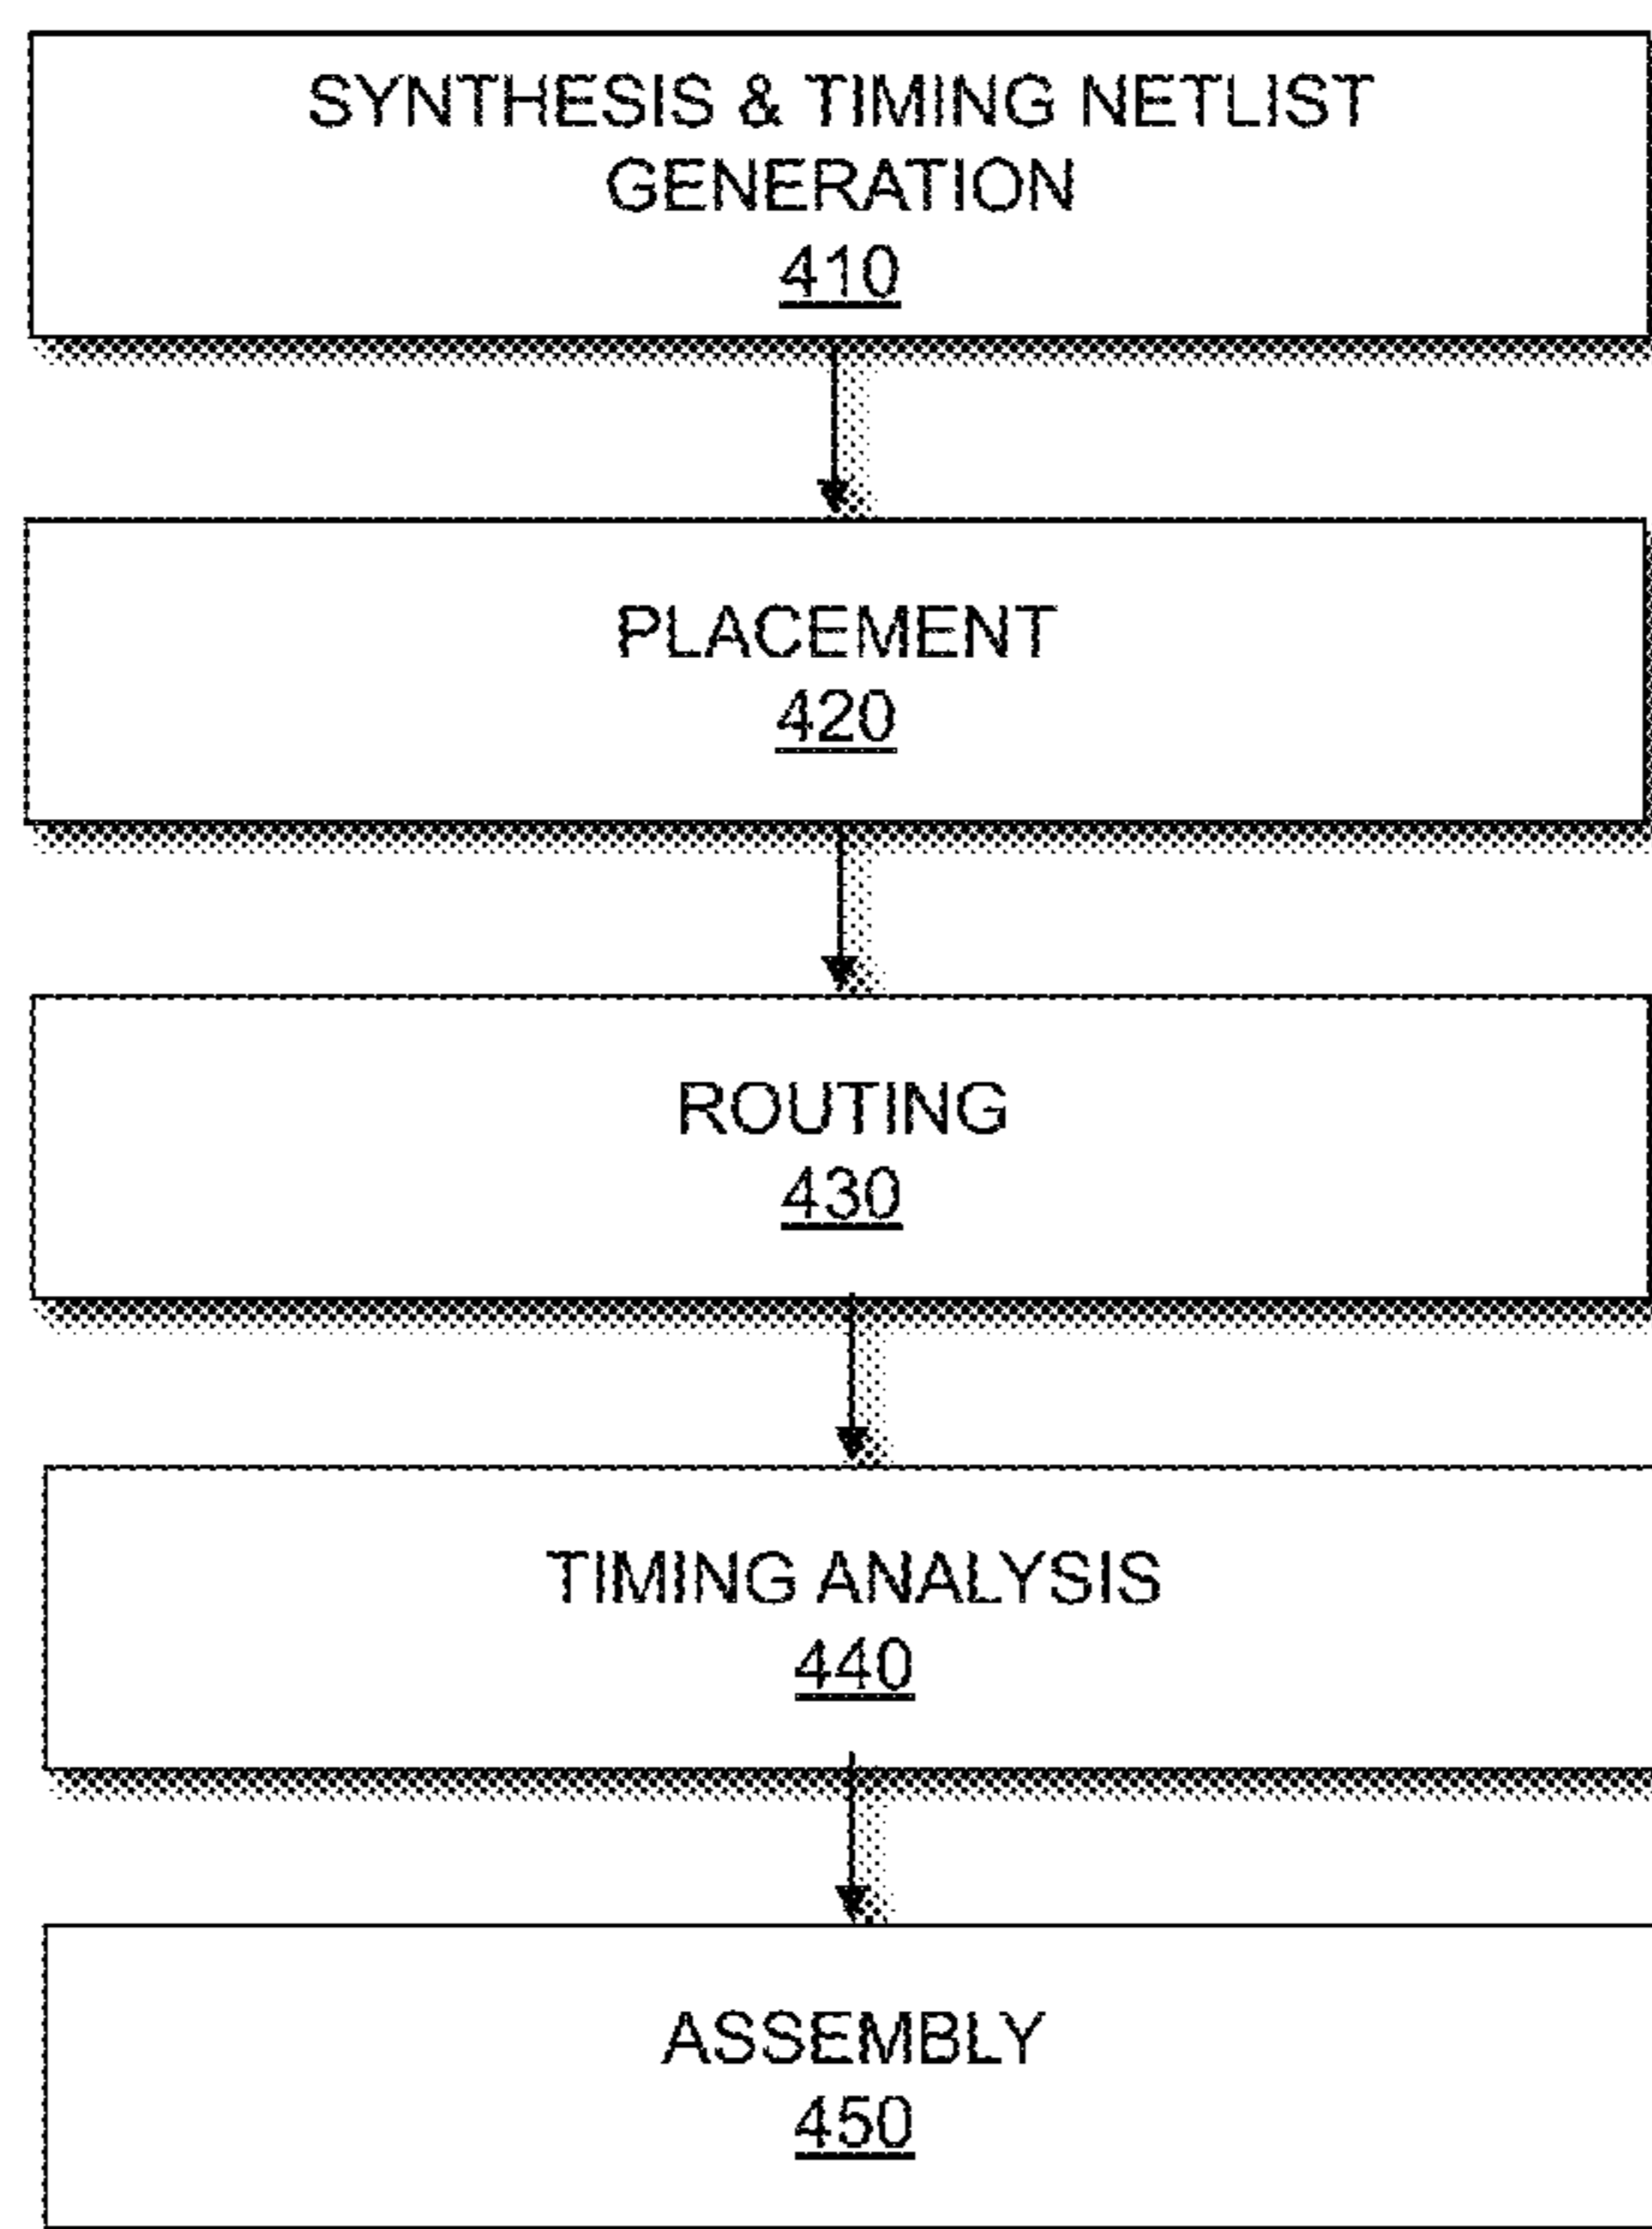 SYNTHESIS & TIMING NETLIST
GENERATION
410
PLACEMENT
420
ROUTING
430
TIMING ANALYSIS
440
ASSEMBLY
450